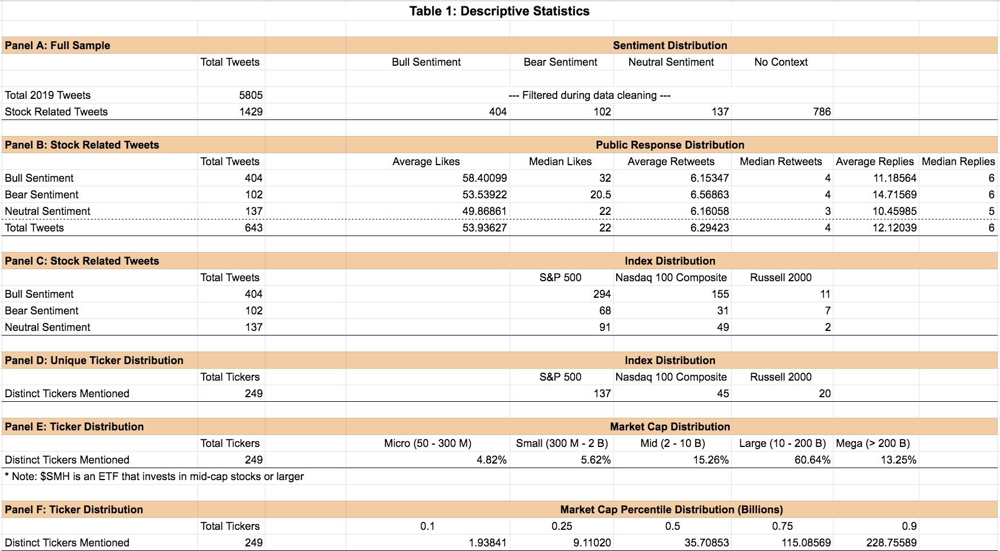 Table 1: Descriptive Statistics
Panel A: Full Sample Sentiment Distribution
Total Tweets Bull Sentiment Bear Sentiment Neutral Sentiment No Context
Total 2019 Tweets 5805 --- Filtered during data cleaning ---
Stock Related Tweets 1429 404 102 137 786
Panel B: Stock Related Tweets Public Response Distribution
Total Tweets Average Likes Median Likes Average Retweets Median Retweets Average Replies Median Replies
Bull Sentiment 404 58.40099 32 6.15347 4 11.18564 6
Bear Sentiment 102 53.53922 20.5 6.56863 4 14.71569 6
Neutral Sentiment 137 49.86861 22 6.16058 3 10.45985 5
Total Tweets 643 53.93627 22 6.29423 4 12.12039 6
Panel C: Stock Related Tweets Index Distribution
Total Tweets S&P 500 Nasdaq 100 Composite Russell 2000
Bull Sentiment 404 294 155 11
Bear Sentiment 102 68 31 7
Neutral Sentiment 137 91 49 2
Panel D: Unique Ticker Distribution Index Distribution
Total Tickers S&P 500 Nasdaq 100 Composite Russell 2000
Distinct Tickers Mentioned 249 137 45 20
Panel E: Ticker Distribution Market Cap Distribution
Total Tickers Micro (50 - 300 M) Small (300 M - 2 B) Mid (2 - 10 B) Large (10 - 200 B) Mega (> 200 B)
Distinct Tickers Mentioned 249 4.82% 5.62% 15.26% 60.64% 13.25%
* Note: $SMH is an ETF that invests in mid-cap stocks or larger
Panel F: Ticker Distribution Market Cap Percentile Distribution (Billions)
Total Tickers 0.1 0.25 0.5 0.75 0.9
Distinct Tickers Mentioned 249 1.93841 9.11020 35.70853 115.08569 228.75589